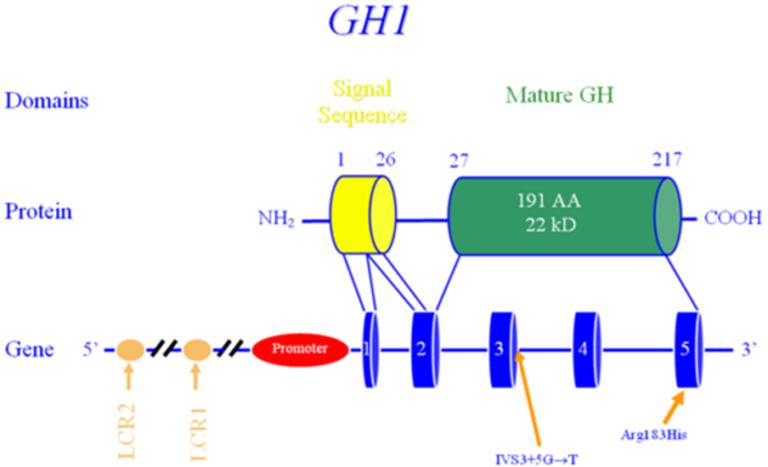 GH1
Domains
Signal
Sequence
Mature GH
1 26 27 217
Protein
NH₂
191 AA
22 kD
COOH
Gene
5’
Promoter
1 2 3 4 5
3’
LCR2
LCR1
IVS3+5G→T
Arg183His